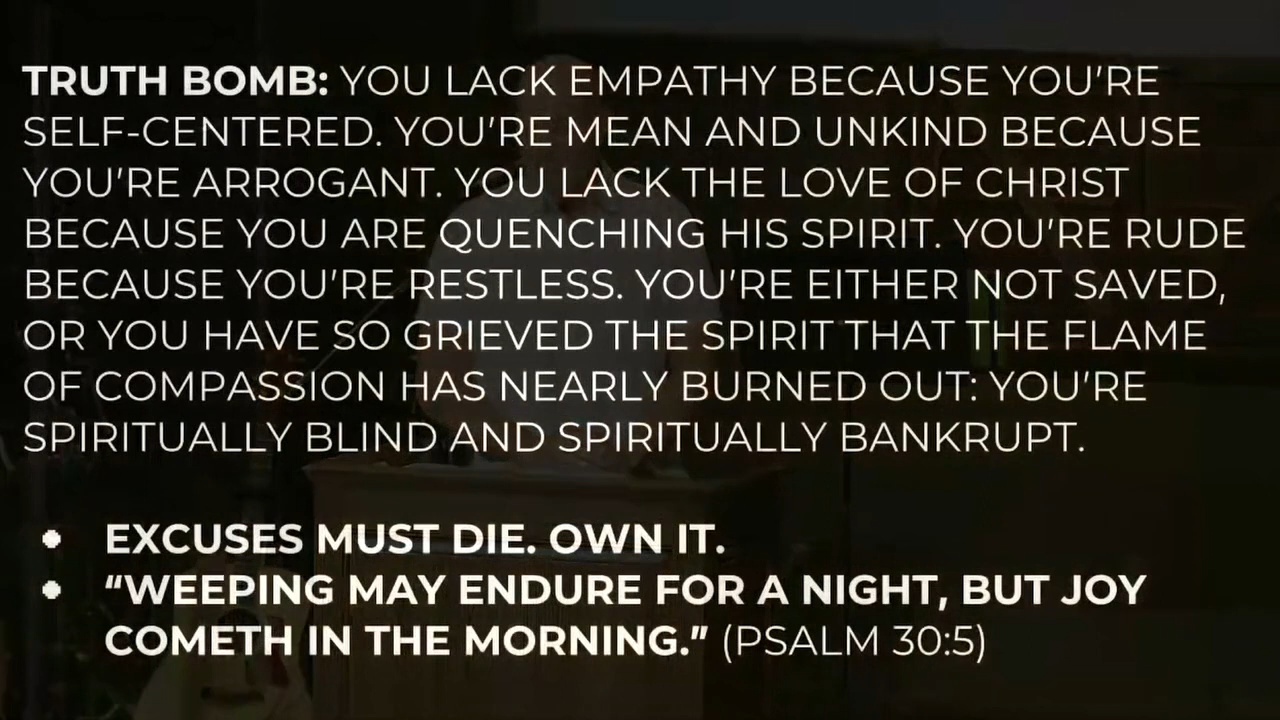 TRUTH BOMB: YOU LACK EMPATHY BECAUSE YOU'RE
SELF-CENTERED. YOU'RE MEAN AND UNKIND BECAUSE
YOU'RE ARROGANT. YOU LACK THE LOVE OF CHRIST
BECAUSE YOU ARE QUENCHING HIS SPIRIT. YOU'RE RUDE
BECAUSE YOU'RE RESTLESS. YOU'RE EITHER NOT SAVED,
OR YOU HAVE SO GRIEVED THE SPIRIT THAT THE FLAME
OF COMPASSION HAS NEARLY BURNED OUT: YOU'RE
SPIRITUALLY BLIND AND SPIRITUALLY BANKRUPT.
• EXCUSES MUST DIE. OWN IT.
• “WEEPING MAY ENDURE FOR A NIGHT, BUT JOY
COMETH IN THE MORNING.” (PSALM 30:5)